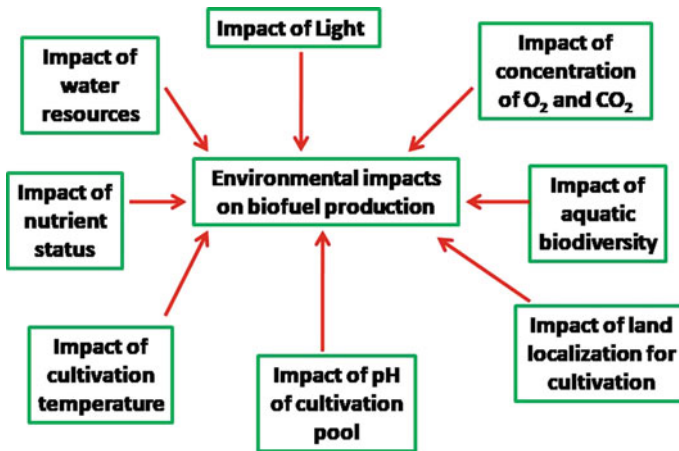 Impact of Light
Impact of
water
resources
Impact of
concentration
of O₂ and CO₂
Environmental impacts
on biofuel production
Impact of
nutrient
status
Impact of
aquatic
biodiversity
Impact of
cultivation
temperature
Impact of pH
of cultivation
pool
Impact of land
localization for
cultivation